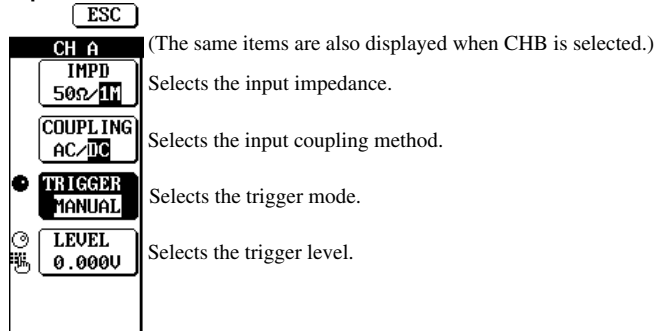 ESC
CH A
(The same items are also displayed when CHB is selected.)
IMPD
50Ω/1M
Selects the input impedance.
COUPLING
AC/DC
Selects the input coupling method.
TRIGGER
MANUAL
Selects the trigger mode.
LEVEL
0.000V
Selects the trigger level.